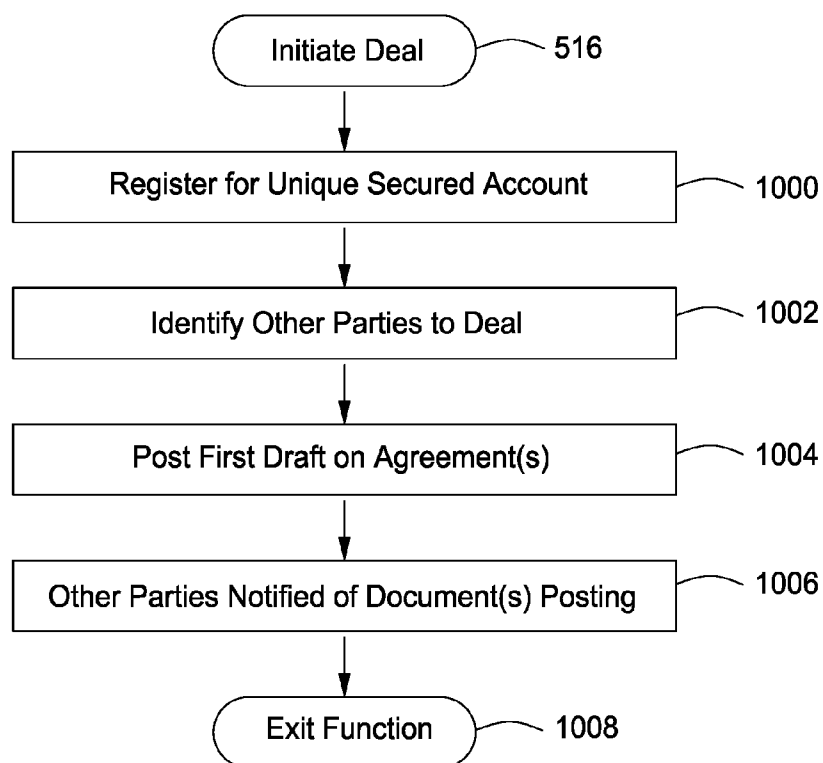 Initiate Deal 516
Register for Unique Secured Account 1000
Identify Other Parties to Deal 1002
Post First Draft on Agreement(s) 1004
Other Parties Notified of Document(s) Posting 1006
Exit Function 1008